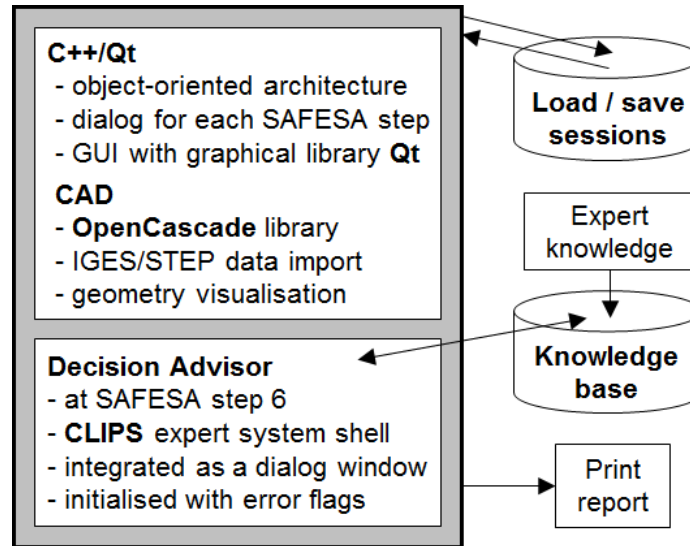 C++/Qt
- object-oriented architecture
- dialog for each SAFESA step
- GUI with graphical library Qt
CAD
- OpenCascade library
- IGES/STEP data import
- geometry visualisation
Decision Advisor
- at SAFESA step 6
- CLIPS expert system shell
- integrated as a dialog window
- initialised with error flags
Load / save
sessions
Expert
knowledge
Knowledge
base
Print
report